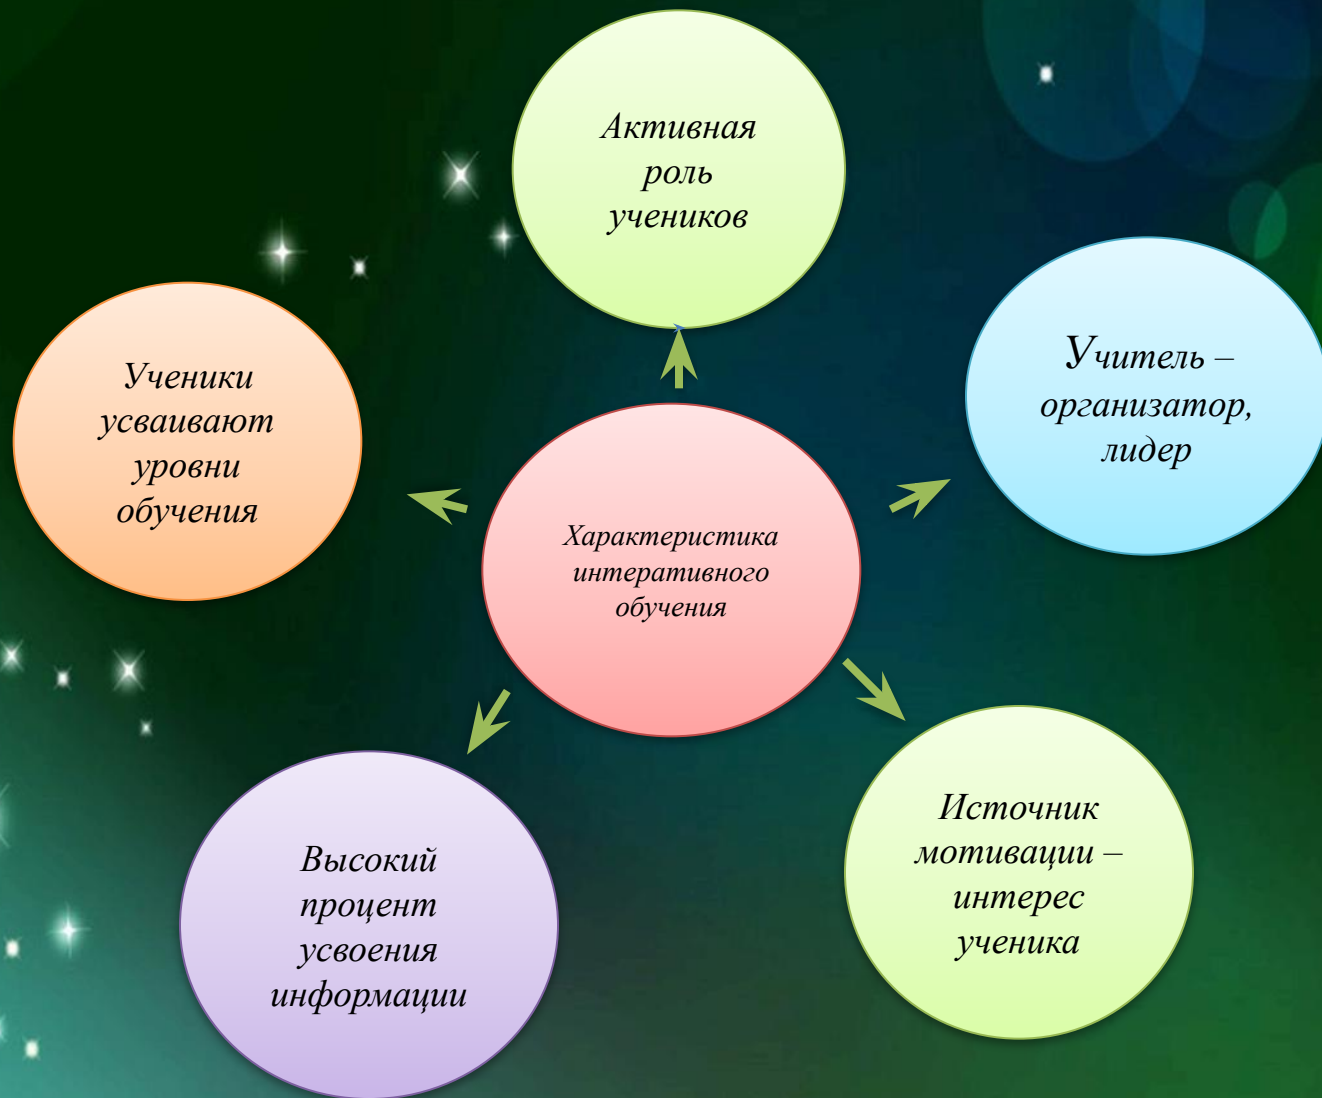 Активная
роль
учеников
Учитель –
организатор,
лидер
Ученики
усваивают
уровни
обучения
Характеристика
интеративного
обучения
Источник
мотивации –
интерес
ученика
Высокий
процент
усвоения
информации